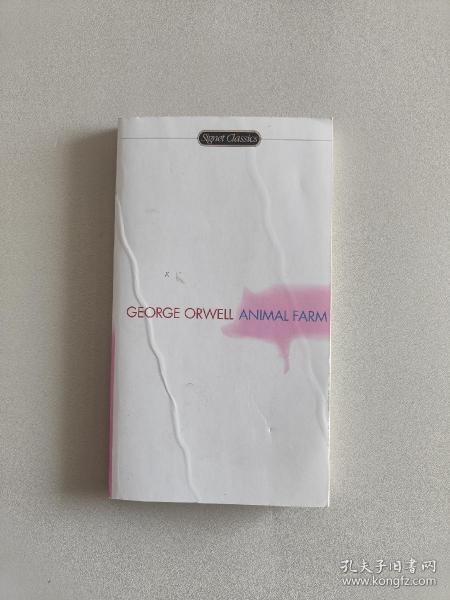 Signet Classics
GEORGE ORWELL ANIMAL FARM
孔夫子旧书网
www.kongfz.com